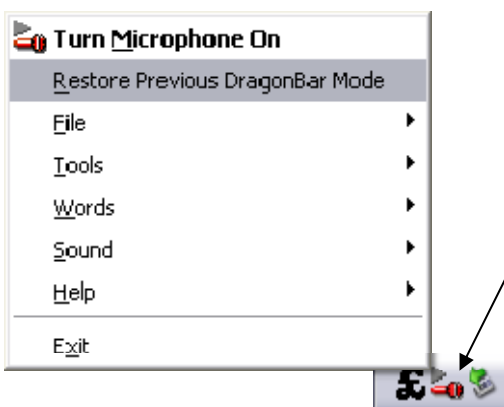 Turn Microphone On
Restore Previous DragonBar Mode
File
Tools
Words
Sound
Help
Exit
£